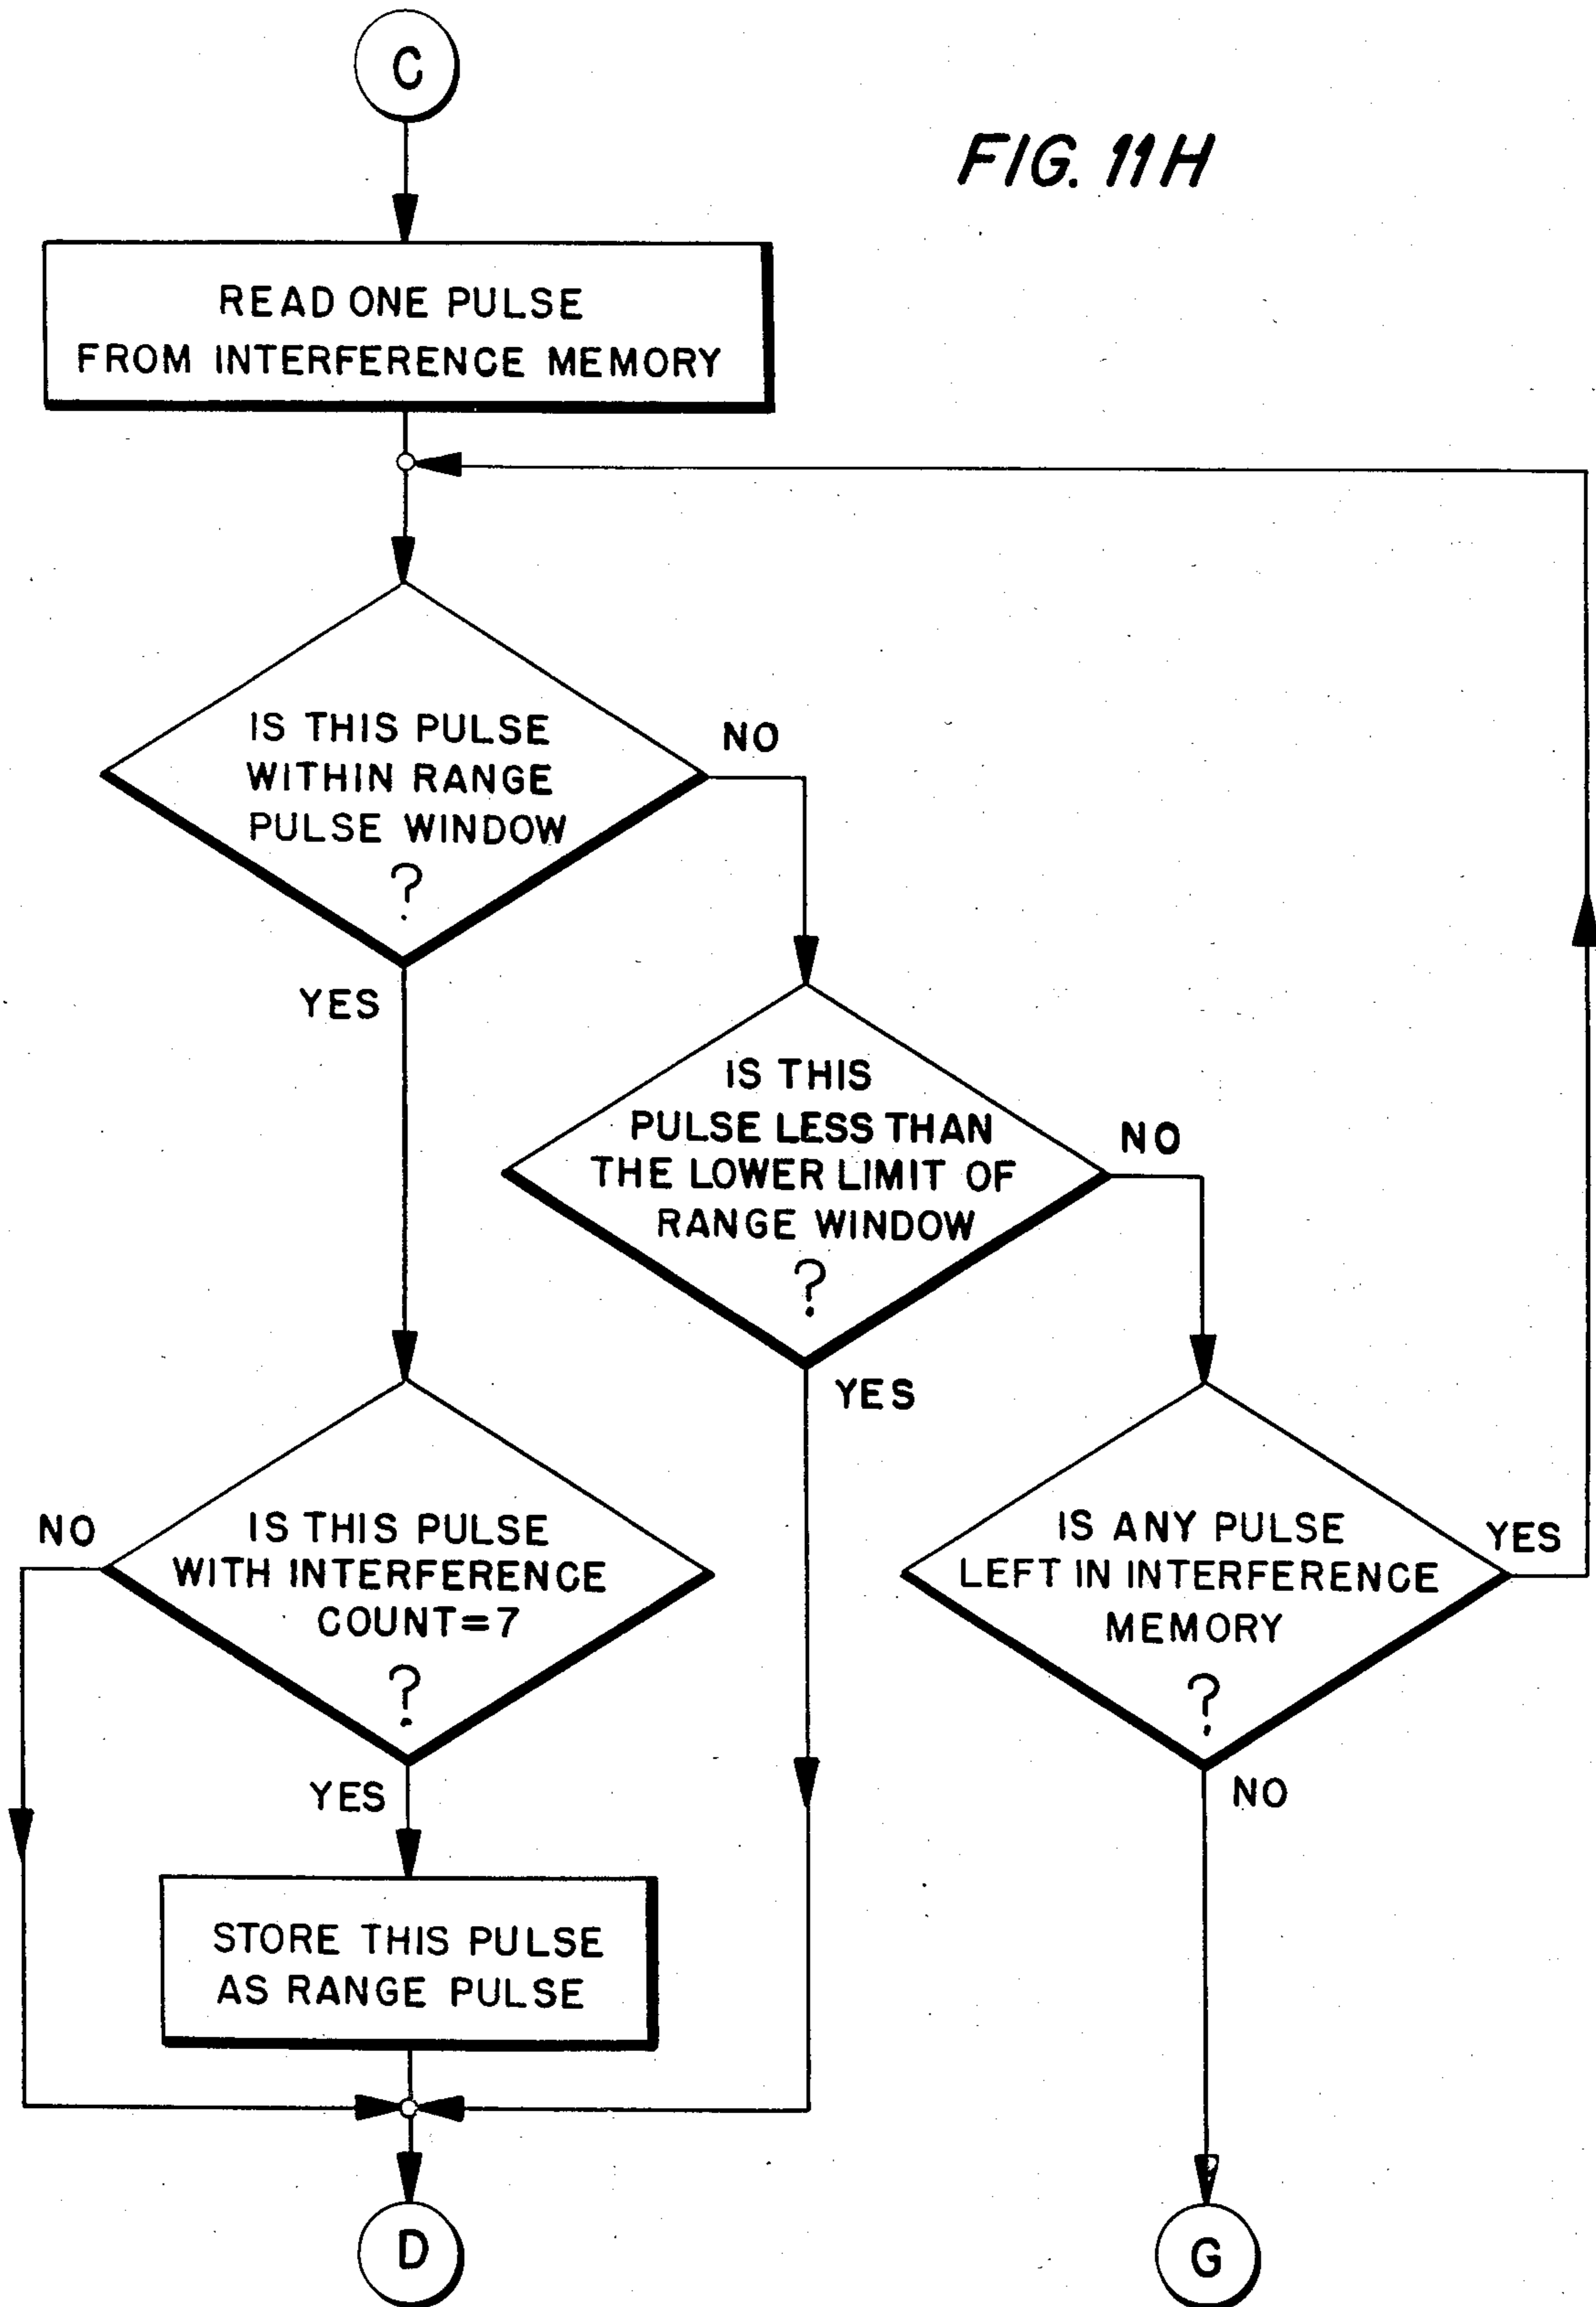 C
FIG. 11H
READ ONE PULSE
FROM INTERFERENCE MEMORY
IS THIS PULSE
WITHIN RANGE
PULSE WINDOW
?
NO
YES
IS THIS
PULSE LESS THAN
THE LOWER LIMIT OF
RANGE WINDOW
?
NO
YES
IS THIS PULSE
WITH INTERFERENCE
COUNT=7
?
NO
YES
IS ANY PULSE
LEFT IN INTERFERENCE
MEMORY
?
YES
NO
STORE THIS PULSE
AS RANGE PULSE
D
G